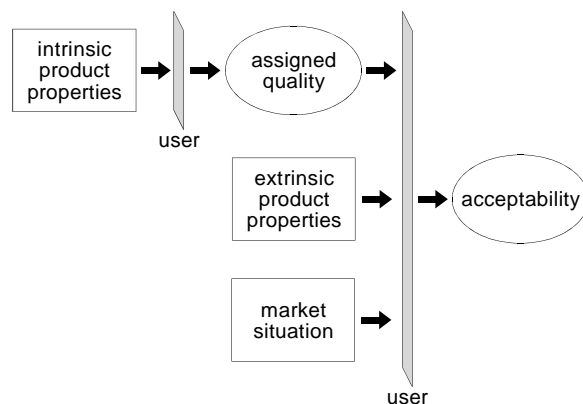 intrinsic
product
properties
user
assigned
quality
extrinsic
product
properties
market
situation
acceptability
user